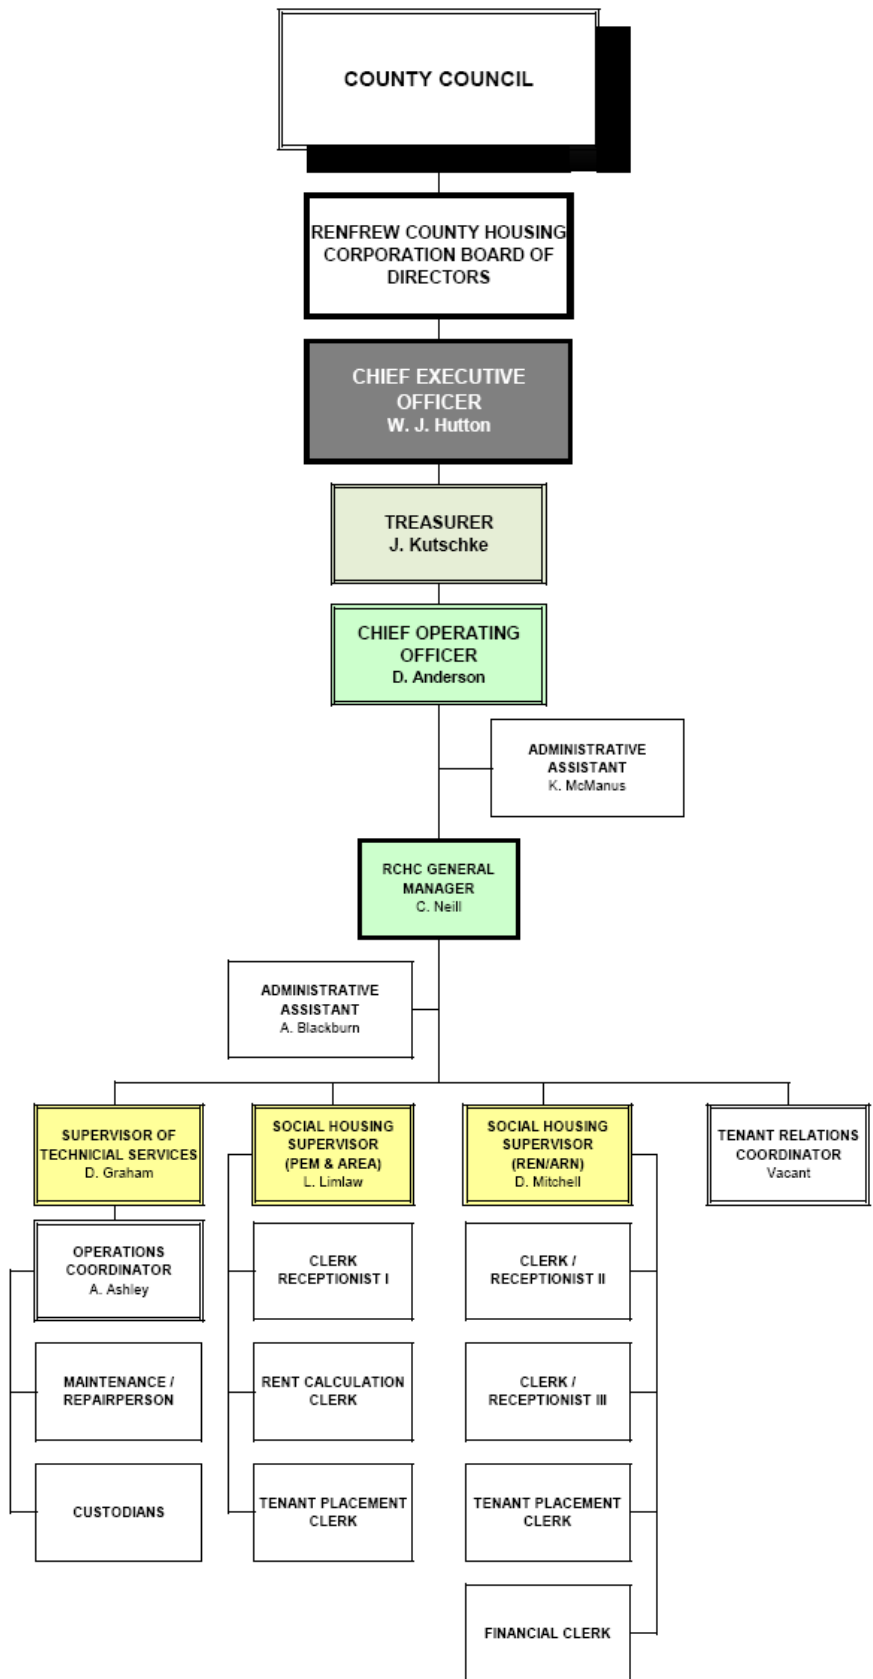 COUNTY COUNCIL
RENFREW COUNTY HOUSING
CORPORATION BOARD OF
DIRECTORS
CHIEF EXECUTIVE
OFFICER
W. J. Hutton
TREASURER
J. Kutschke
CHIEF OPERATING
OFFICER
D. Anderson
ADMINISTRATIVE
ASSISTANT
K. McManus
RCHC GENERAL
MANAGER
C. Neill
ADMINISTRATIVE
ASSISTANT
A. Blackburn
SUPERVISOR OF
TECHNICIAL SERVICES
D. Graham
SOCIAL HOUSING
SUPERVISOR
(PEM & AREA)
L. Limlaw
SOCIAL HOUSING
SUPERVISOR
(REN/ARN)
D. Mitchell
TENANT RELATIONS
COORDINATOR
Vacant
OPERATIONS
COORDINATOR
A. Ashley
CLERK
RECEPTIONIST I
CLERK /
RECEPTIONIST II
MAINTENANCE /
REPAIRPERSON
RENT CALCULATION
CLERK
CLERK /
RECEPTIONIST III
CUSTODIANS
TENANT PLACEMENT
CLERK
TENANT PLACEMENT
CLERK
FINANCIAL CLERK